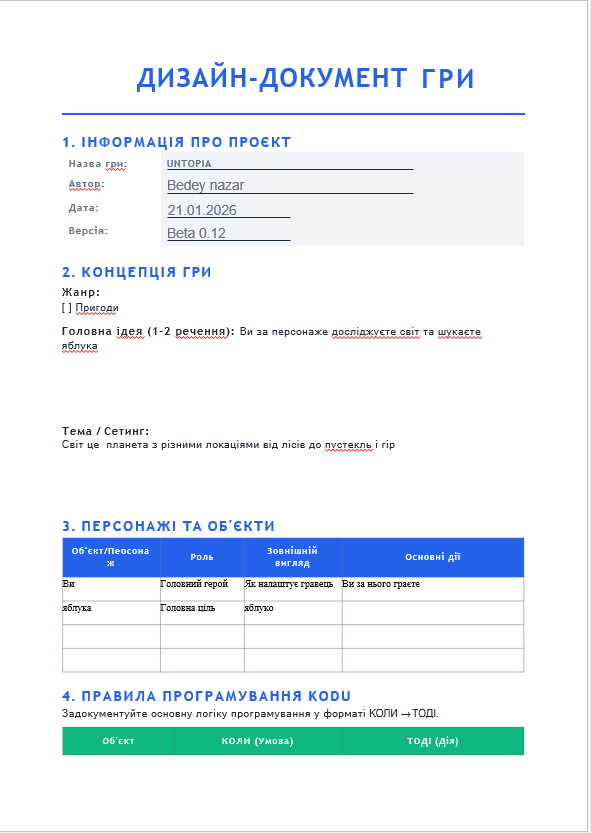 ДИЗАЙН-ДОКУМЕНТ ГРИ
1. ІНФОРМАЦІЯ ПРО ПРОЄКТ
Назва гри: UNTOPIA
Автор: Bedey nazar
Дата: 21.01.2026
Версія: Beta 0.12
2. КОНЦЕПЦІЯ ГРИ
Жанр:
[ ] Пригоди
Головна ідея (1-2 речення): Ви за персонаже досліджуєте світ та шукаєте
яблука
Тема / Сетинг:
Світ це планета з різними локаціями від лісів до пустекль і гір
3. ПЕРСОНАЖІ ТА ОБ'ЄКТИ
Об'єкт/Персона
ж
Роль
Зовнішній
вигляд
Основні дії
Ви Головний герой Як налаштує гравець Ви за нього граєте
яблука Головна ціль яблуко
4. ПРАВИЛА ПРОГРАМУВАННЯ KODU
Задокументуйте основну логіку програмування у форматі КОЛИ →ТОДІ.
Об'єкт КОЛИ (Умова) ТОДІ (Дія)